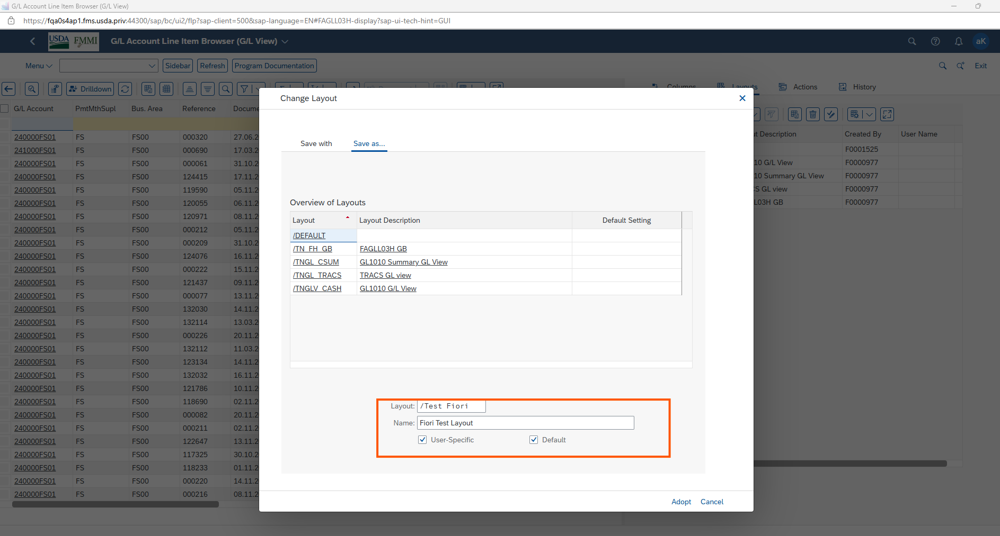 G/L Account Line Item Browser (G/L View)
https://fqa0s4ap1.fms.usda.priv:44300/sap/bc/ui2/flp?sap-client=500&sap-language=EN#FAGLL03H-display?sap-ui-tech-hint=GUI
USDA FMMI G/L Account Line Item Browser (G/L View) aK
Menu Sidebar Refresh Program Documentation Exit
Drilldown Columns Layouts Actions History
Change Layout
G/L Account PmtMthSupl Bus. Area Reference Docume
Save with Save as...
ut Description Created By User Name
F0001525
10 G/L View F0000977
10 Summary GL View F0000977
CS GL view F0000977
L03H GB F0000977
240000FS01 FS FS00 000320 27.06.2
241000FS01 FS FS00 000690 17.03.2
240000FS01 FS FS00 000061 31.10.2
240000FS01 FS FS00 124415 17.11.2
240000FS01 FS FS00 119590 05.11.2
240000FS01 FS FS00 120055 06.11.2
240000FS01 FS FS00 120971 08.11.2
240000FS01 FS FS00 000212 05.11.2
240000FS01 FS FS00 000209 31.10.2
240000FS01 FS FS00 124076 16.11.2
240000FS01 FS FS00 000222 15.11.2
240000FS01 FS FS00 121437 09.11.2
240000FS01 FS FS00 000077 13.11.2
240000FS01 FS FS00 132030 14.11.2
240000FS01 FS FS00 132114 13.03.2
240000FS01 FS FS00 000226 20.11.2
240000FS01 FS FS00 132112 11.03.2
240000FS01 FS FS00 123134 14.11.2
240000FS01 FS FS00 132032 16.11.2
240000FS01 FS FS00 121786 10.11.2
240000FS01 FS FS00 118690 02.11.2
240000FS01 FS FS00 000082 20.11.2
240000FS01 FS FS00 000211 02.11.2
240000FS01 FS FS00 122647 13.11.2
240000FS01 FS FS00 117325 30.10.2
240000FS01 FS FS00 118233 01.11.2
240000FS01 FS FS00 000220 14.11.2
240000FS01 FS FS00 000216 08.11.2
Overview of Layouts
Layout Layout Description Default Setting
/DEFAULT
/TN_FH_GB FAGLL03H GB
/TNGL_CSUM GL1010 Summary GL View
/TNGL_TRACS TRACS GL view
/TNGLV_CASH GL1010 G/L View
Layout: /Test Fiori
Name: Fiori Test Layout
User-Specific Default
Adopt Cancel